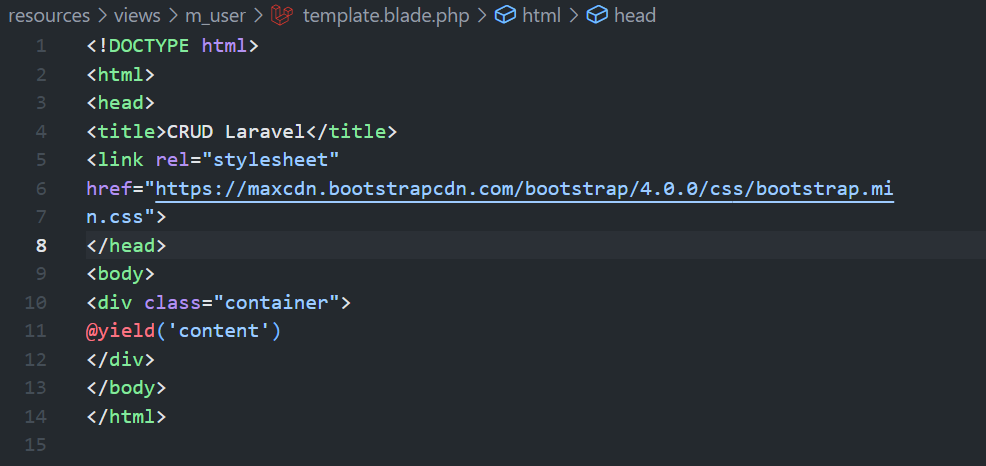 resources > views > m_user > template.blade.php > html > head
1 <!DOCTYPE html>
2 <html>
3 <head>
4 <title>CRUD Laravel</title>
5 <link rel="stylesheet"
6 href="https://maxcdn.bootstrapcdn.com/bootstrap/4.0.0/css/bootstrap.mi
7 n.css">
8 </head>
9 <body>
10 <div class="container">
11 @yield('content')
12 </div>
13 </body>
14 </html>
15